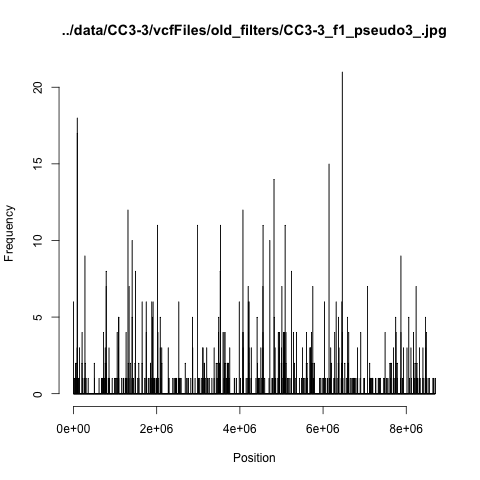 ../data/CC3-3/vcfFiles/old_filters/CC3-3_f1_pseudo3_.jpg
Frequency
20
15
10
5
0
0e+00 2e+06 4e+06 6e+06 8e+06
Position